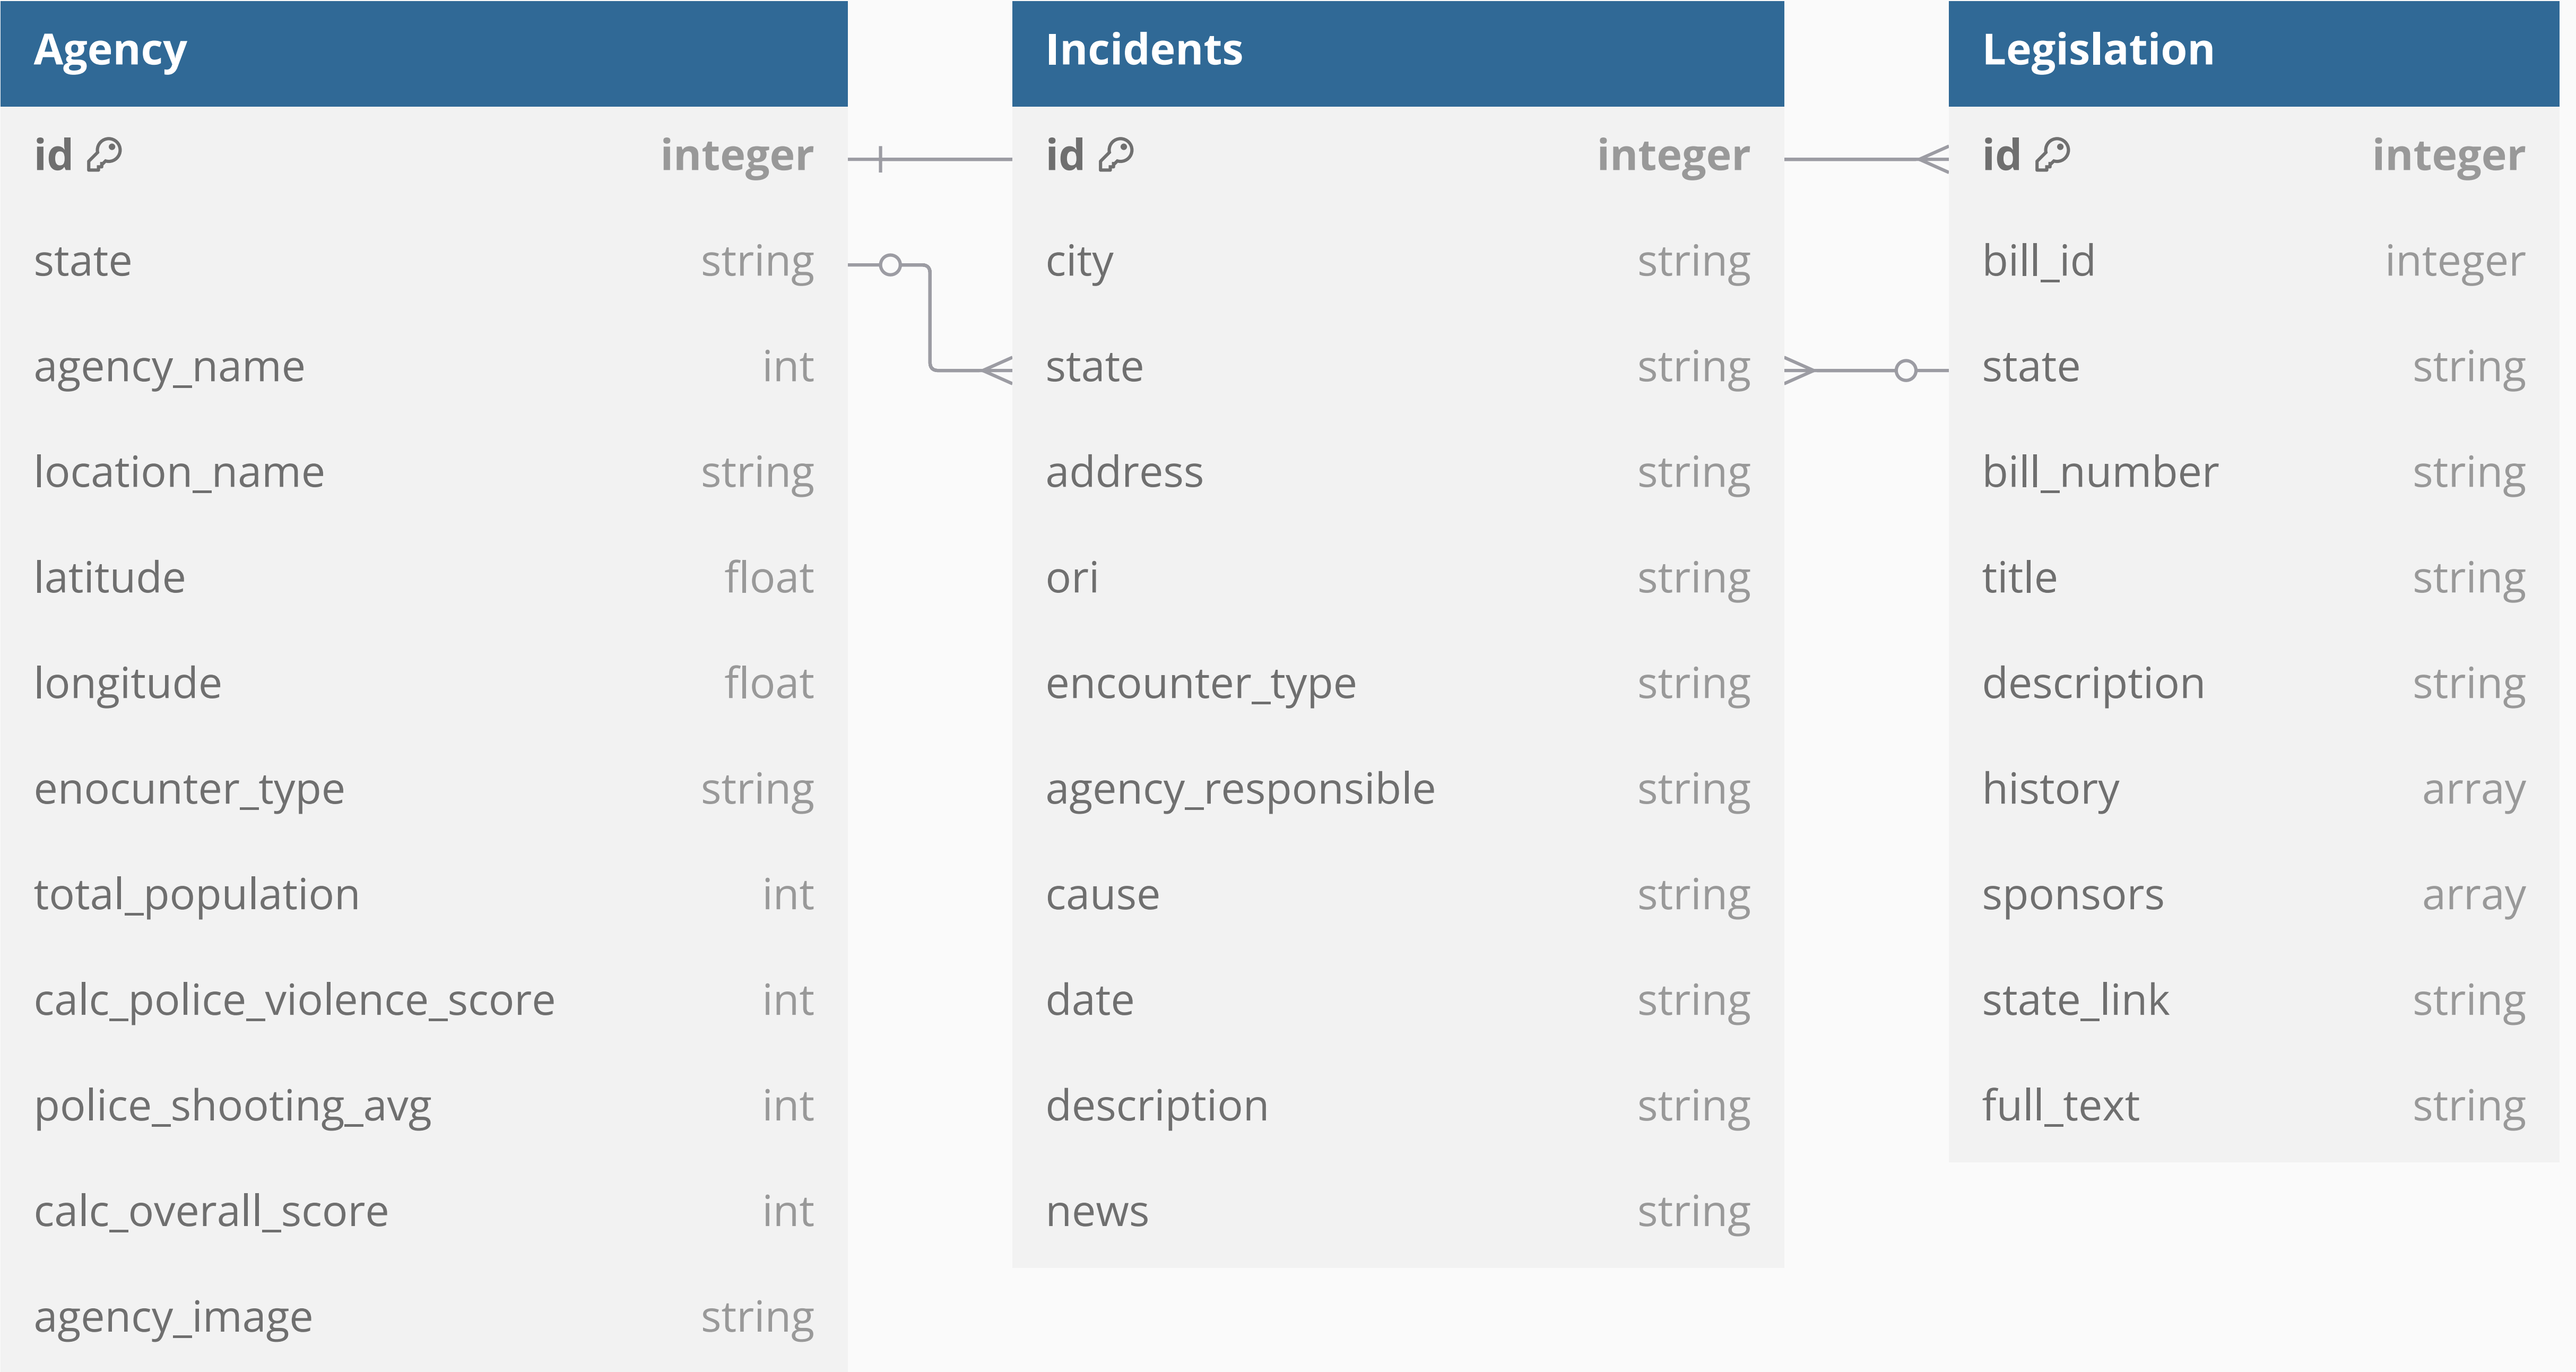 Agency
id integer
state string
agency_name int
location_name string
latitude float
longitude float
enocunter_type string
total_population int
calc_police_violence_score int
police_shooting_avg int
calc_overall_score int
agency_image string
Incidents
id integer
city string
state string
address string
ori string
encounter_type string
agency_responsible string
cause string
date string
description string
news string
Legislation
id integer
bill_id integer
state string
bill_number string
title string
description string
history array
sponsors array
state_link string
full_text string